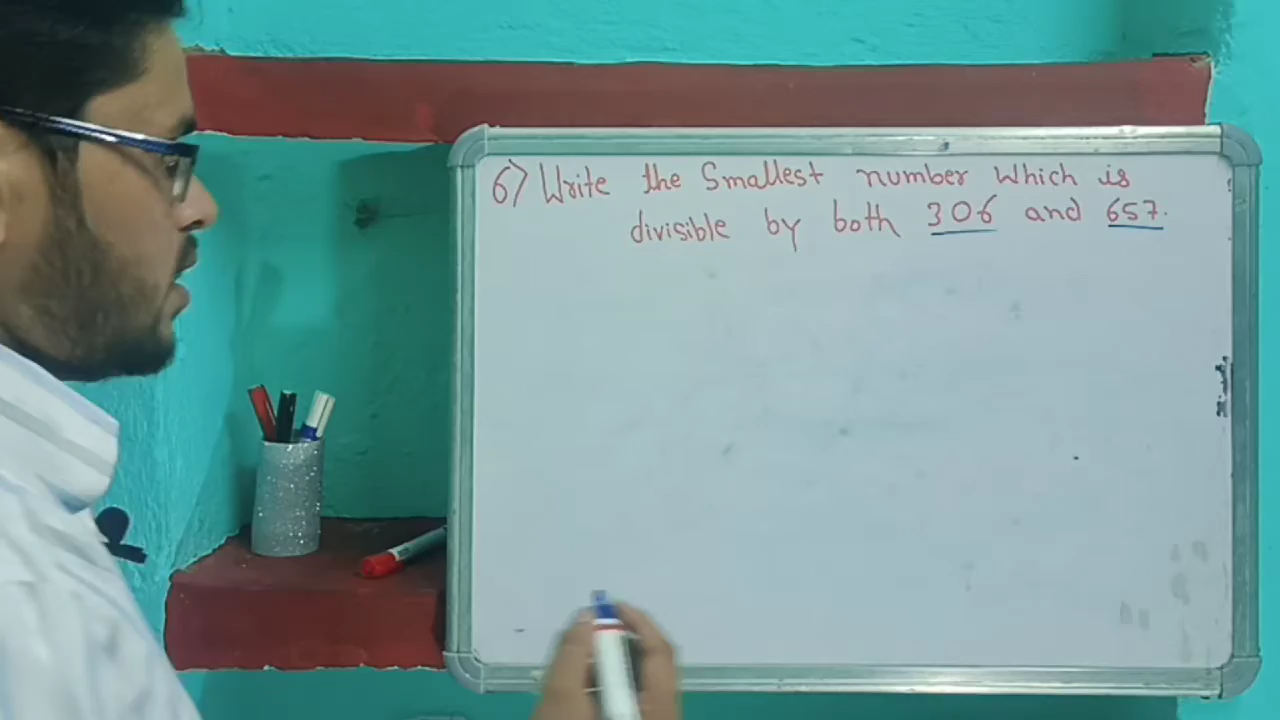 6) Write the Smallest number Which is
divisible by both 306 and 657.